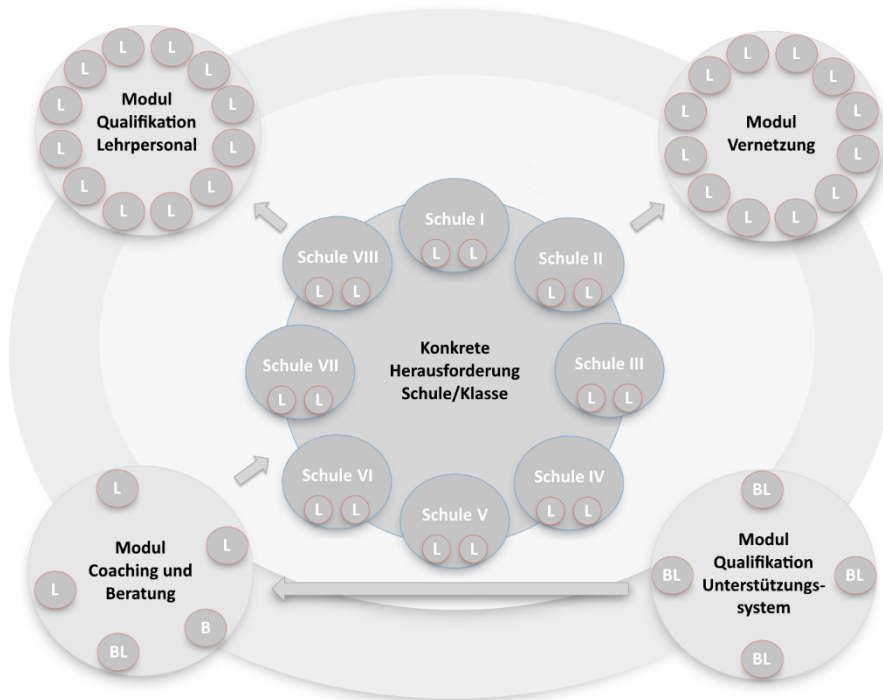 L L
L L
L L
L L
L L
L L
Modul
Qualifikation
Lehrpersonal
L L
L L
L L
L L
L L
L L
Modul
Vernetzung
Schule I
L L
Schule II
L L
Schule III
L L
Schule IV
L L
Schule V
L L
Schule VI
L L
Schule VII
L L
Schule VIII
L L
Konkrete
Herausforderung
Schule/Klasse
L
L
L
B
BL
Modul
Coaching und
Beratung
BL
BL
BL
BL
Modul
Qualifikation
Unterstützungs-
system